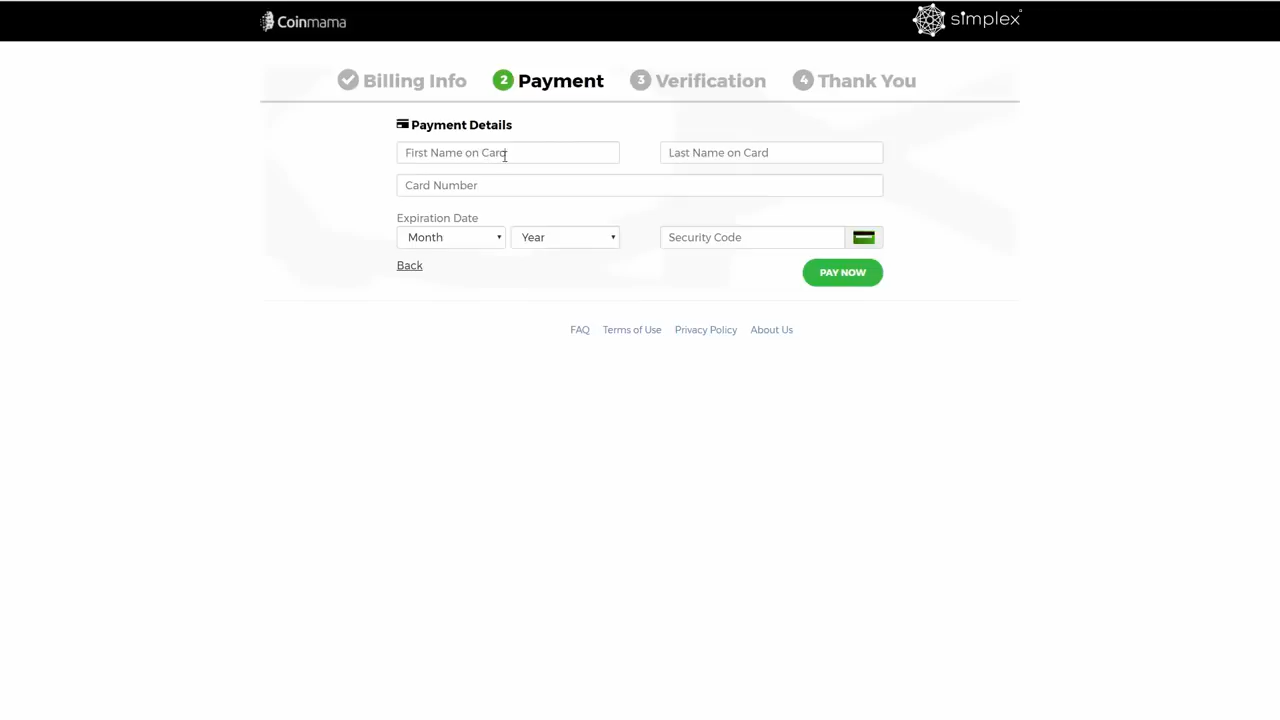 Coinmama
simplex
Billing Info 2 Payment 3 Verification 4 Thank You
Payment Details
First Name on Card Last Name on Card
Card Number
Expiration Date
Month Year Security Code
Back PAY NOW
FAQ Terms of Use Privacy Policy About Us